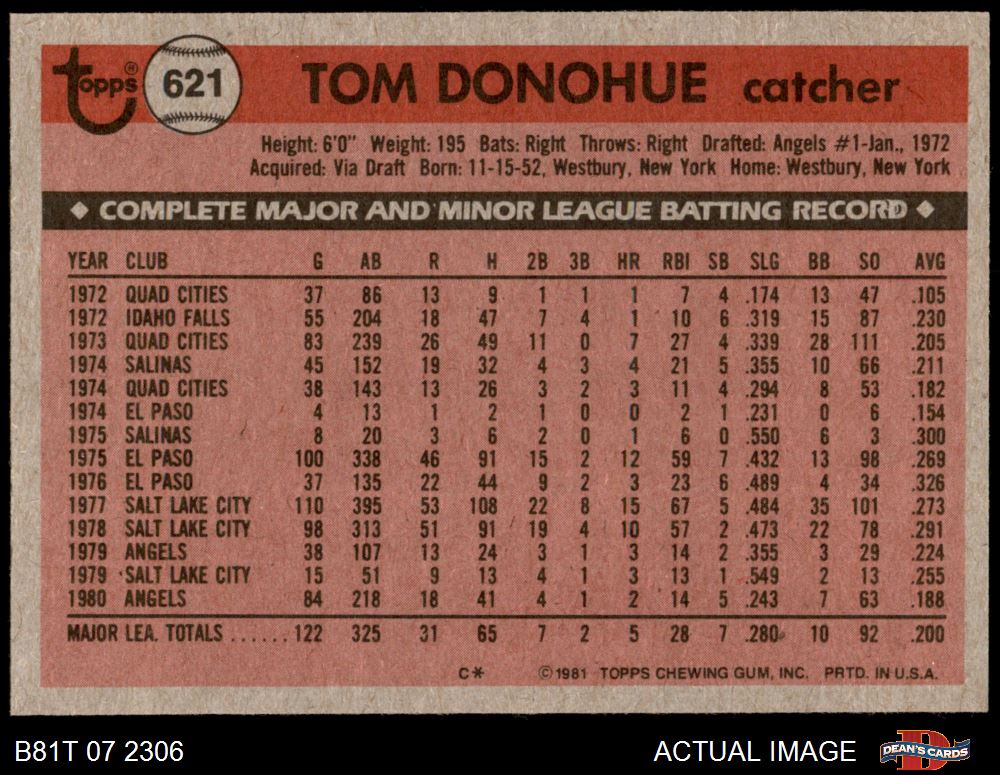 Topps® 621 TOM DONOHUE catcher
Height: 6'0" Weight: 195 Bats: Right Throws: Right Drafted: Angels #1-Jan., 1972
Acquired: Via Draft Born: 11-15-52, Westbury, New York Home: Westbury, New York
◆ COMPLETE MAJOR AND MINOR LEAGUE BATTING RECORD ◆
YEAR CLUB G AB R H 2B 3B HR RBI SB SLG BB SO AVG
1972 QUAD CITIES 37 86 13 9 1 1 1 7 4 .174 13 47 .105
1972 IDAHO FALLS 55 204 18 47 7 4 1 10 6 .319 15 87 .230
1973 QUAD CITIES 83 239 26 49 11 0 7 27 4 .339 28 111 .205
1974 SALINAS 45 152 19 32 4 3 4 21 5 .355 10 66 .211
1974 QUAD CITIES 38 143 13 26 3 2 3 11 4 .294 8 53 .182
1974 EL PASO 4 13 1 2 1 0 0 2 1 .231 0 6 .154
1975 SALINAS 8 20 3 6 2 0 1 6 0 .550 6 3 .300
1975 EL PASO 100 338 46 91 15 2 12 59 7 .432 13 98 .269
1976 EL PASO 37 135 22 44 9 2 3 23 6 .489 4 34 .326
1977 SALT LAKE CITY 110 395 53 108 22 8 15 67 5 .484 35 101 .273
1978 SALT LAKE CITY 98 313 51 91 19 4 10 57 2 .473 22 78 .291
1979 ANGELS 38 107 13 24 3 1 3 14 2 .355 3 29 .224
1979 SALT LAKE CITY 15 51 9 13 4 1 3 13 1 .549 2 13 .255
1980 ANGELS 84 218 18 41 4 1 2 14 5 .243 7 63 .188
MAJOR LEA. TOTALS ......122 325 31 65 7 2 5 28 7 .280 10 92 .200
C* ©1981 TOPPS CHEWING GUM, INC. PRTD. IN U.S.A.
B81T 07 2306 ACTUAL IMAGE D DEAN'S CARDS